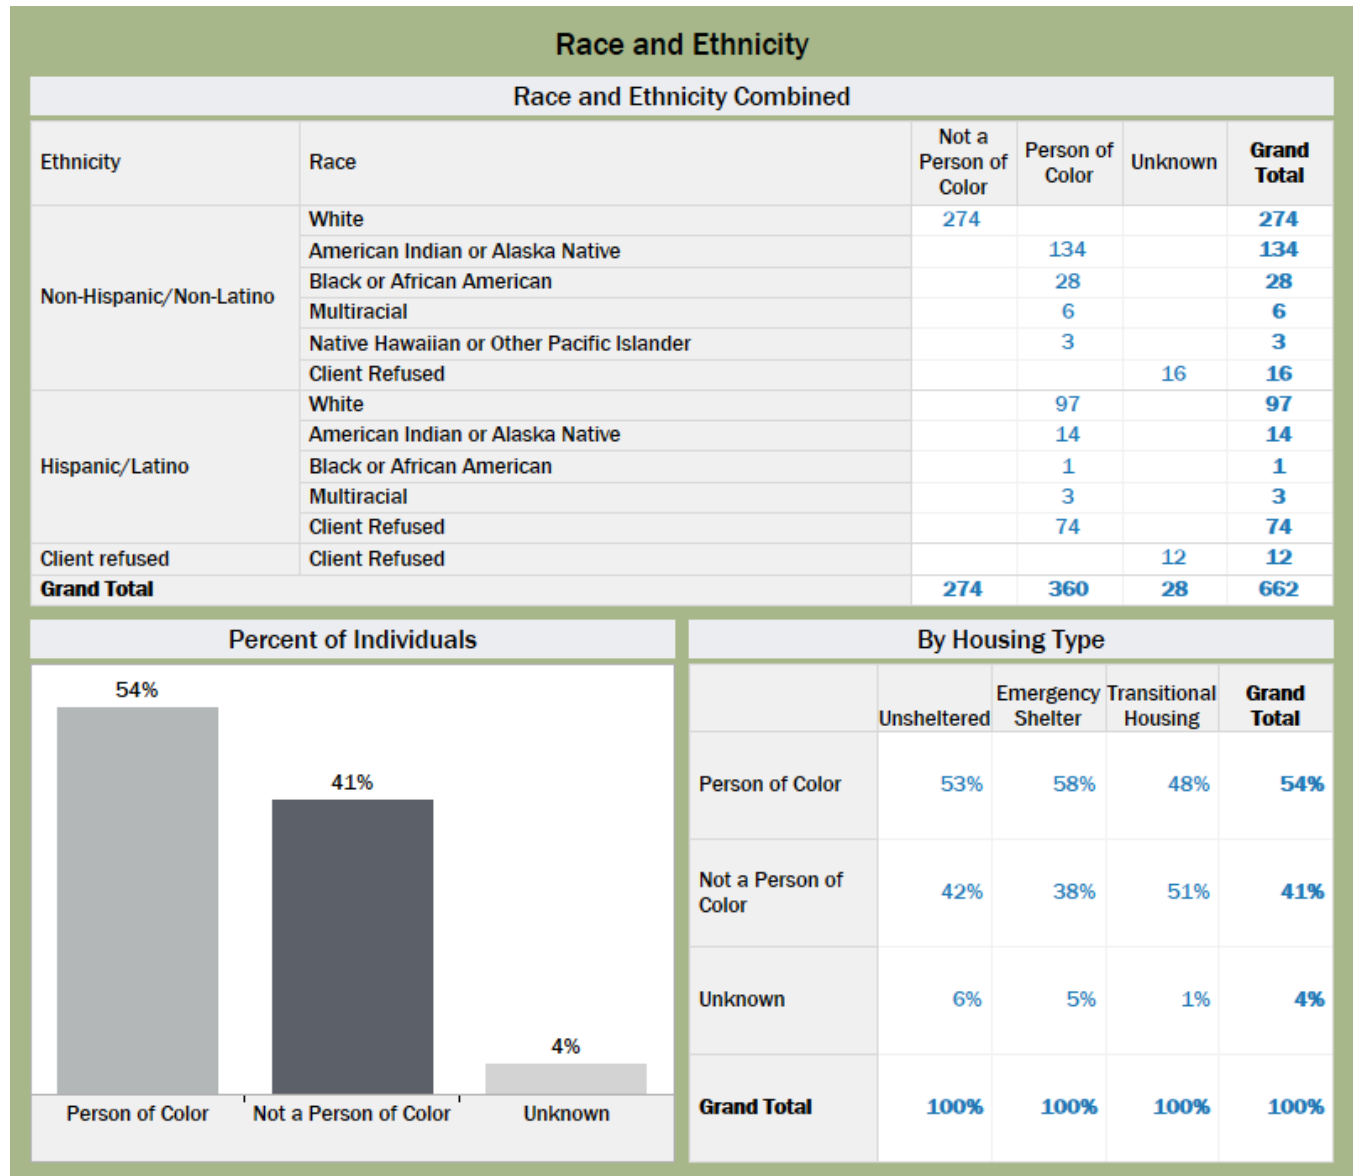 Race and Ethnicity
Race and Ethnicity Combined
Ethnicity Race Not a Person of Color Person of Color Unknown Grand Total
Non-Hispanic/Non-Latino White 274 274
American Indian or Alaska Native 134 134
Black or African American 28 28
Multiracial 6 6
Native Hawaiian or Other Pacific Islander 3 3
Client Refused 16 16
Hispanic/Latino White 97 97
American Indian or Alaska Native 14 14
Black or African American 1 1
Multiracial 3 3
Client Refused 74 74
Client refused Client Refused 12 12
Grand Total 274 360 28 662
Percent of Individuals
54%
41%
4%
Person of Color Not a Person of Color Unknown
By Housing Type
Unsheltered Emergency Shelter Transitional Housing Grand Total
Person of Color 53% 58% 48% 54%
Not a Person of Color 42% 38% 51% 41%
Unknown 6% 5% 1% 4%
Grand Total 100% 100% 100% 100%